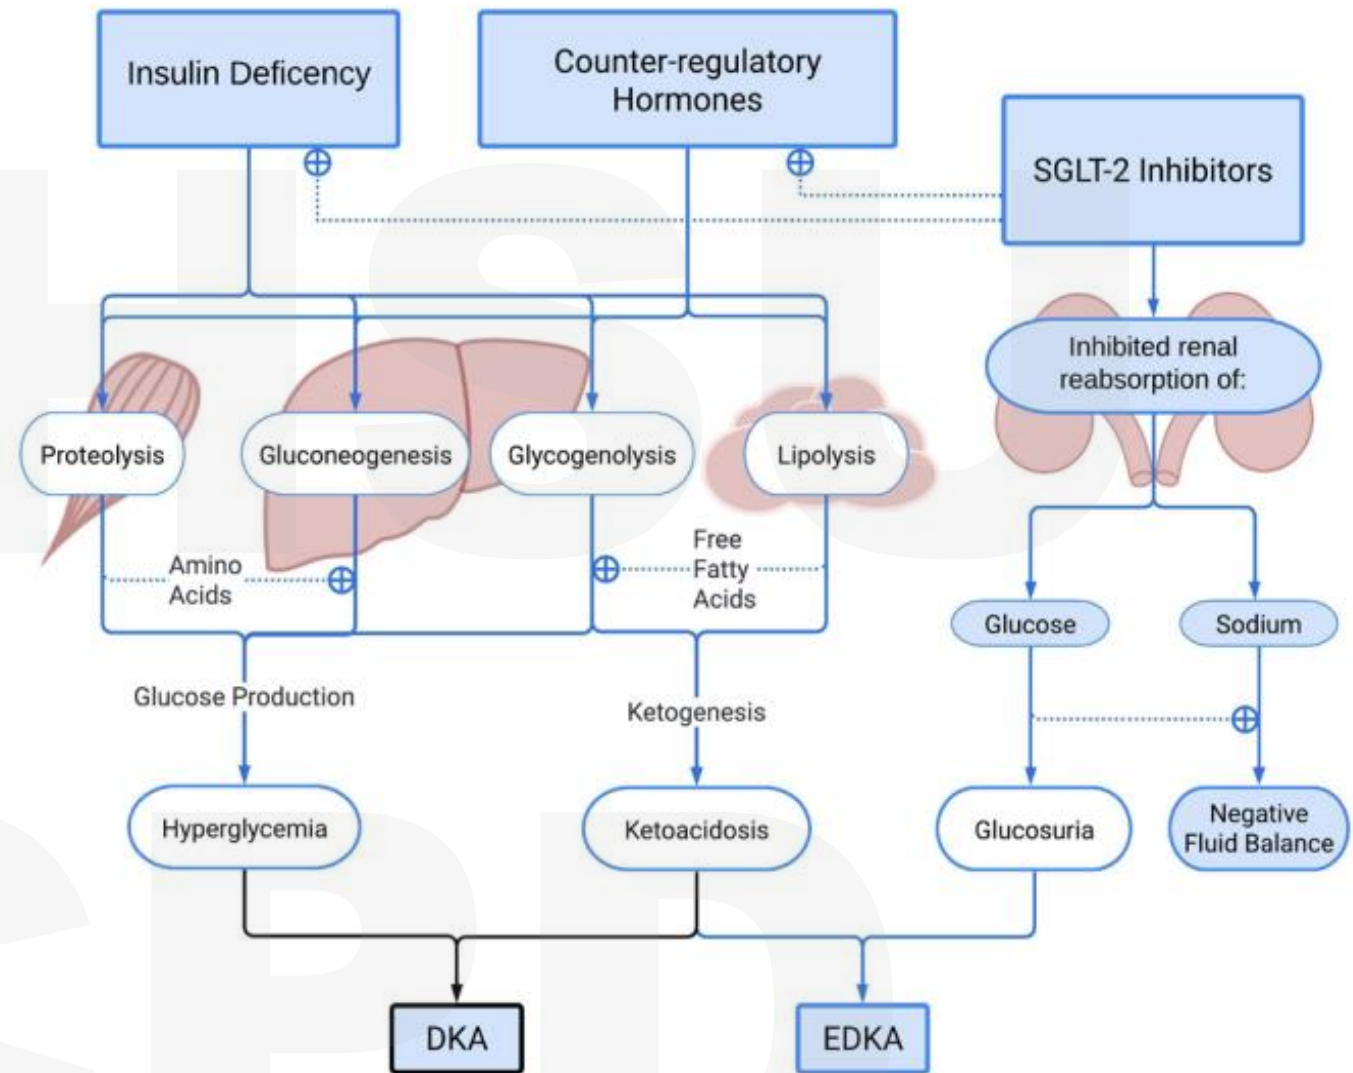 Insulin Deficency
Counter-regulatory
Hormones
SGLT-2 Inhibitors
Inhibited renal
reabsorption of:
Proteolysis
Gluconeogenesis
Glycogenolysis
Lipolysis
Amino
Acids
Free
Fatty
Acids
Glucose
Sodium
Glucose Production
Ketogenesis
Hyperglycemia
Ketoacidosis
Glucosuria
Negative
Fluid Balance
DKA
EDKA